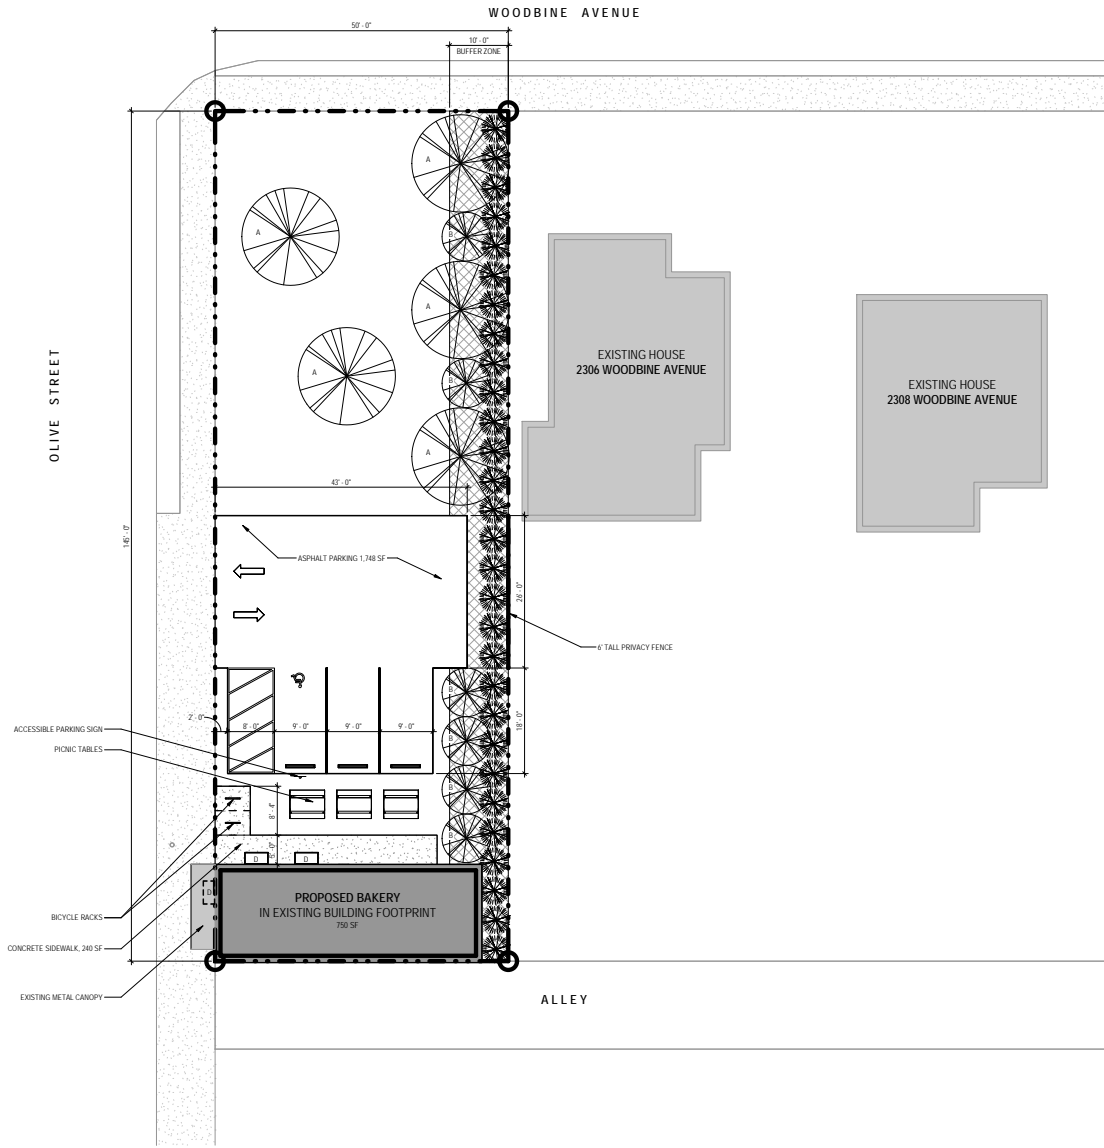 WOODBINE AVENUE
50' - 0"
10' - 0"
BUFFER ZONE
A
A
B
A
A
B
A
OLIVE STREET
145' - 0"
EXISTING HOUSE
2306 WOODBINE AVENUE
EXISTING HOUSE
2308 WOODBINE AVENUE
43' - 0"
ASPHALT PARKING 1,748 SF
26' - 0"
6' TALL PRIVACY FENCE
B
2' - 0"
8' - 0"
9' - 0"
9' - 0"
9' - 0"
18' - 0"
ACCESSIBLE PARKING SIGN
PICNIC TABLES
B
B
8' - 4"
B
5' - 0"
D
D
D
PROPOSED BAKERY
IN EXISTING BUILDING FOOTPRINT
750 SF
BICYCLE RACKS
CONCRETE SIDEWALK, 240 SF
EXISTING METAL CANOPY
ALLEY